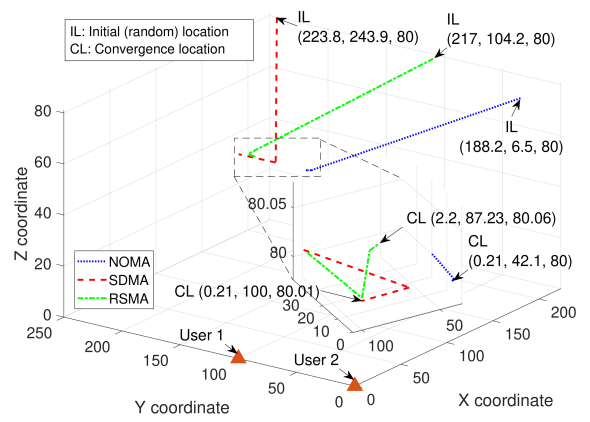 IL: Initial (random) location
CL: Convergence location
IL
(223.8, 243.9, 80)
IL
(217, 104.2, 80)
IL
(188.2, 6.5, 80)
80
60
40
20
0
Z coordinate
NOMA
SDMA
RSMA
80.05
80
30
20
10
0
100
50
CL (2.2, 87.23, 80.06)
CL
(0.21, 42.1, 80)
CL (0.21, 100, 80.01)
User 1
User 2
250
200
150
100
50
0
Y coordinate
0
50
100
150
200
X coordinate